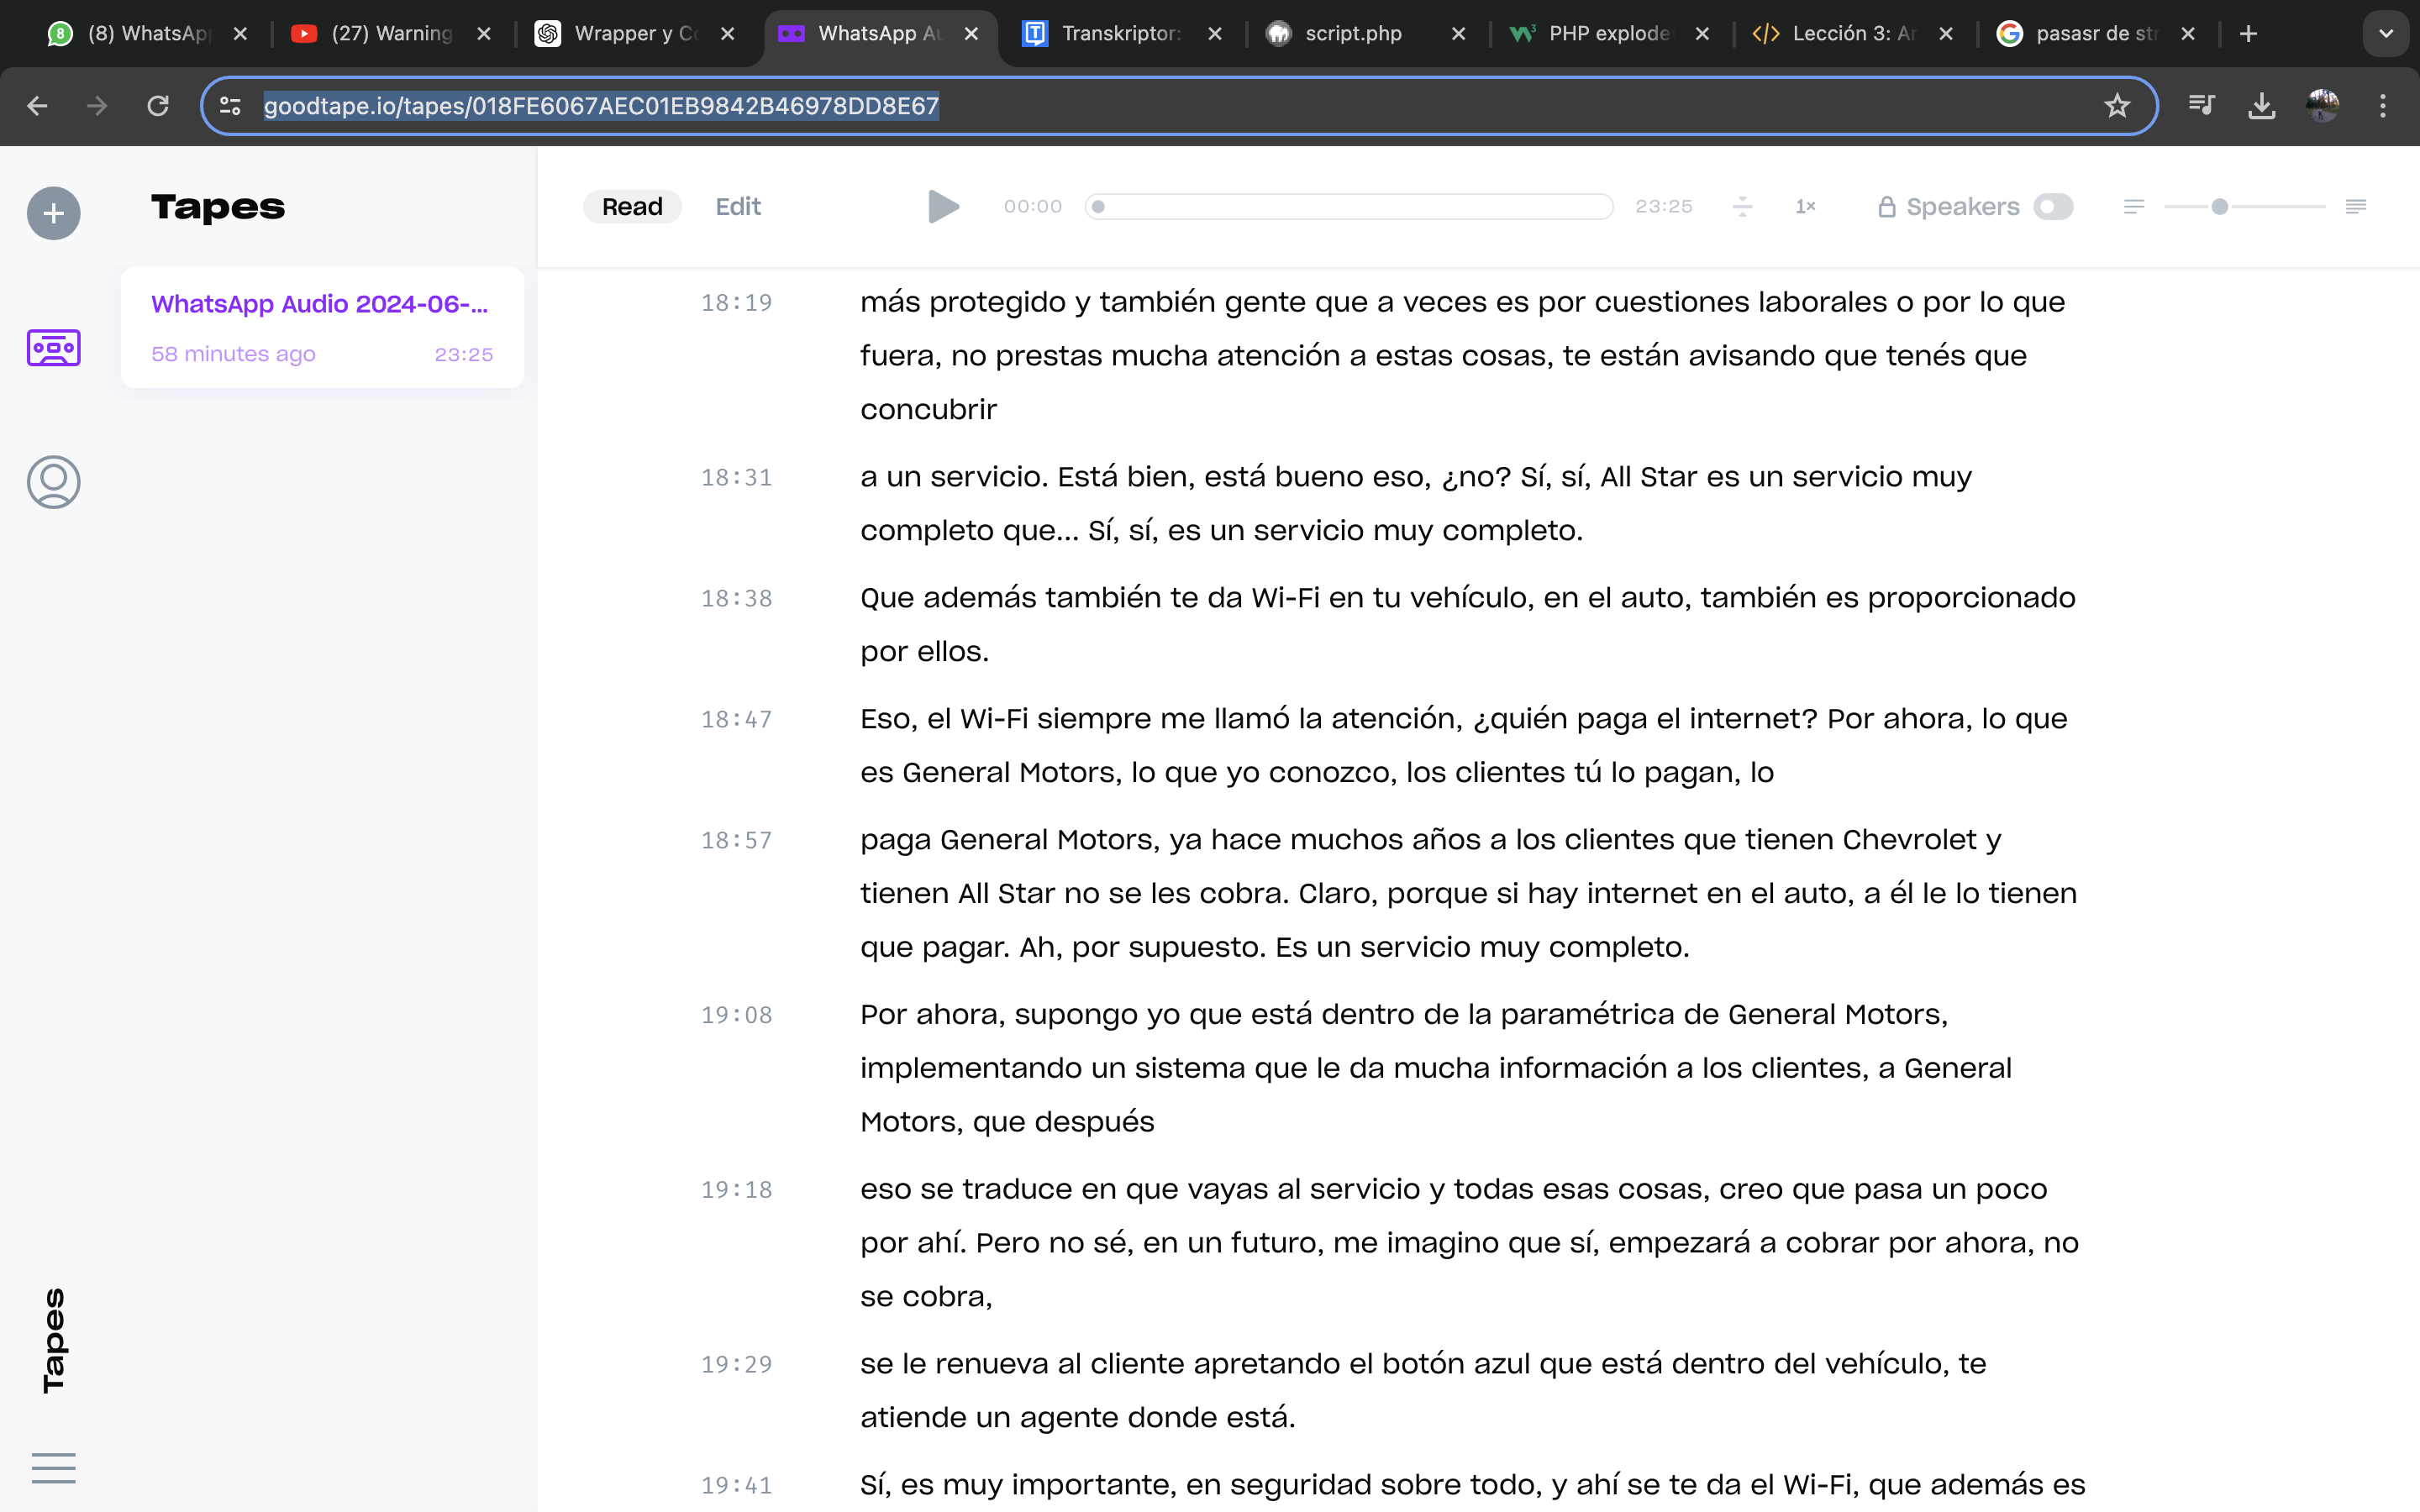 8 (8) WhatsAp
(27) Warning
Wrapper y Co
WhatsApp Au
Transkriptor:
script.php
PHP explode
Lección 3: Ar
pasasr de str
goodtape.io/tapes/018FE6067AEC01EB9842B46978DD8E67
Tapes
Read Edit 00:00 23:25 1× Speakers
WhatsApp Audio 2024-06-...
58 minutes ago 23:25
18:19 más protegido y también gente que a veces es por cuestiones laborales o por lo que
fuera, no prestas mucha atención a estas cosas, te están avisando que tenés que
concubrir
18:31 a un servicio. Está bien, está bueno eso, ¿no? Sí, sí, All Star es un servicio muy
completo que... Sí, sí, es un servicio muy completo.
18:38 Que además también te da Wi-Fi en tu vehículo, en el auto, también es proporcionado
por ellos.
18:47 Eso, el Wi-Fi siempre me llamó la atención, ¿quién paga el internet? Por ahora, lo que
es General Motors, lo que yo conozco, los clientes tú lo pagan, lo
18:57 paga General Motors, ya hace muchos años a los clientes que tienen Chevrolet y
tienen All Star no se les cobra. Claro, porque si hay internet en el auto, a él le lo tienen
que pagar. Ah, por supuesto. Es un servicio muy completo.
19:08 Por ahora, supongo yo que está dentro de la paramétrica de General Motors,
implementando un sistema que le da mucha información a los clientes, a General
Motors, que después
19:18 eso se traduce en que vayas al servicio y todas esas cosas, creo que pasa un poco
por ahí. Pero no sé, en un futuro, me imagino que sí, empezará a cobrar por ahora, no
se cobra,
19:29 se le renueva al cliente apretando el botón azul que está dentro del vehículo, te
atiende un agente donde está.
19:41 Sí, es muy importante, en seguridad sobre todo, y ahí se te da el Wi-Fi, que además es
Tapes